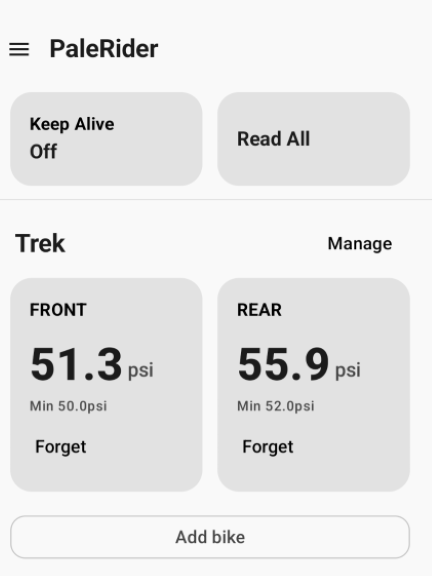 PaleRider
Keep Alive
Off
Read All
Trek
Manage
FRONT
51.3 psi
Min 50.0psi
Forget
REAR
55.9 psi
Min 52.0psi
Forget
Add bike